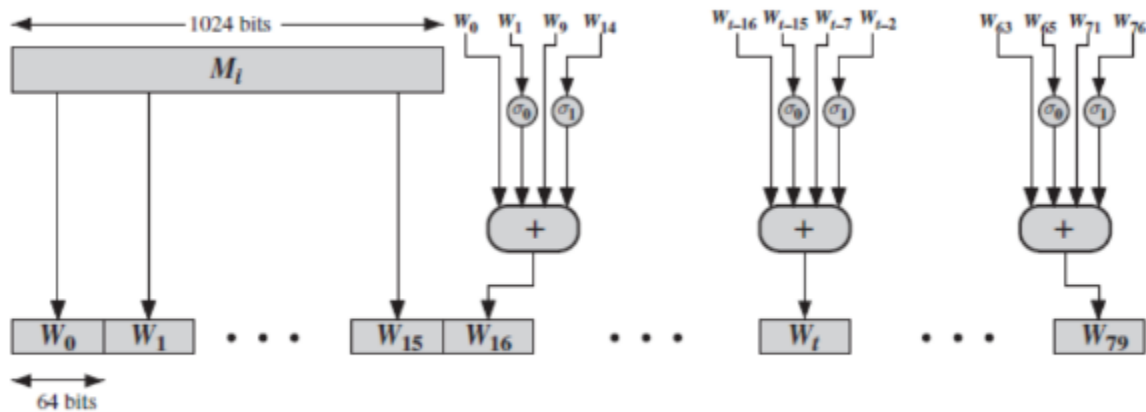 1024 bits
W0 W1 W9 W14
Wt–16 Wt–15 Wt–7 Wt–2
W63 W65 W71 W76
Mi
σ0 σ1
σ0 σ1
σ0 σ1
+ + +
W0 W1 • • • W15 W16 • • • Wt • • • W79
64 bits